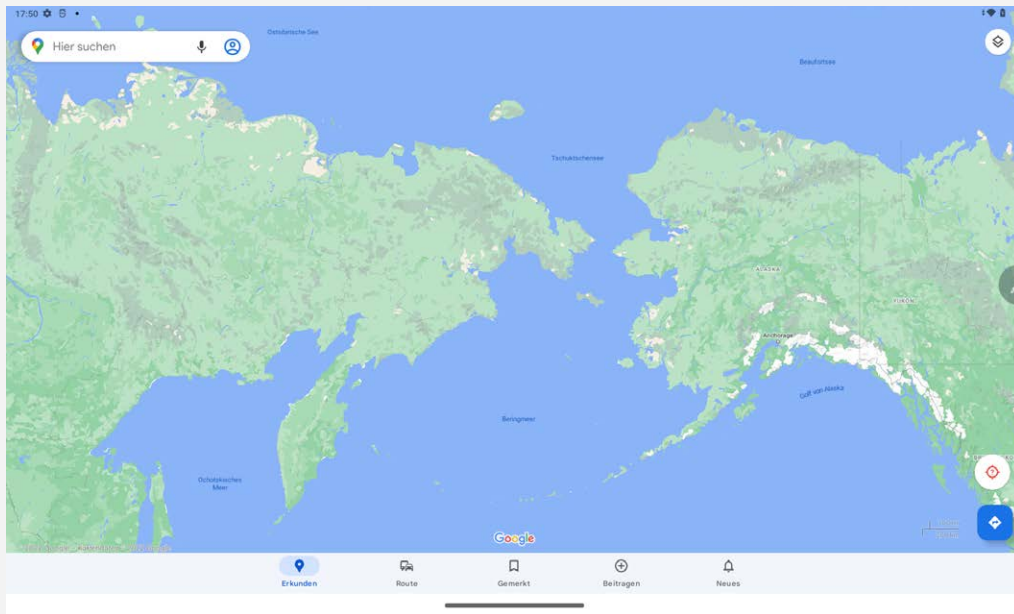 17:50
Ostsibirische See
Hier suchen
Beaufortsee
Tschuktschensee
ALASKA
YUKON
Anchorage
Golf von Alaska
Beringmeer
Ochotskisches
Meer
Google
Erkunden
Route
Gemerkt
Beitragen
Neues